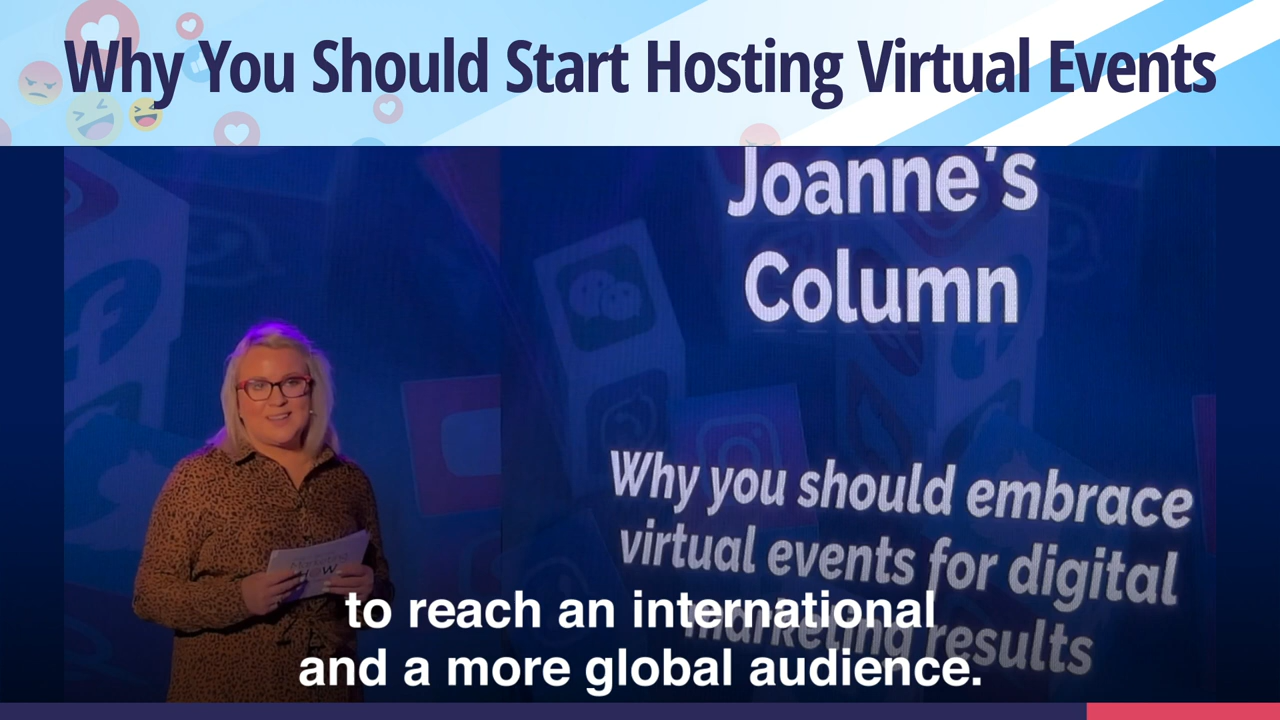 Why You Should Start Hosting Virtual Events
Joanne's
Column
Why you should embrace
virtual events for digital
marketing results
to reach an international
and a more global audience.